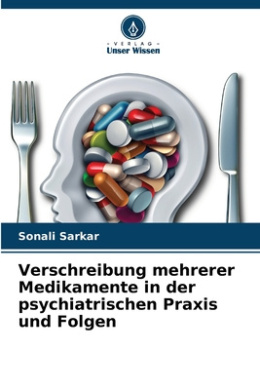 VERLAG
Unser Wissen
Sonali Sarkar
Verschreibung mehrerer
Medikamente in der
psychiatrischen Praxis
und Folgen